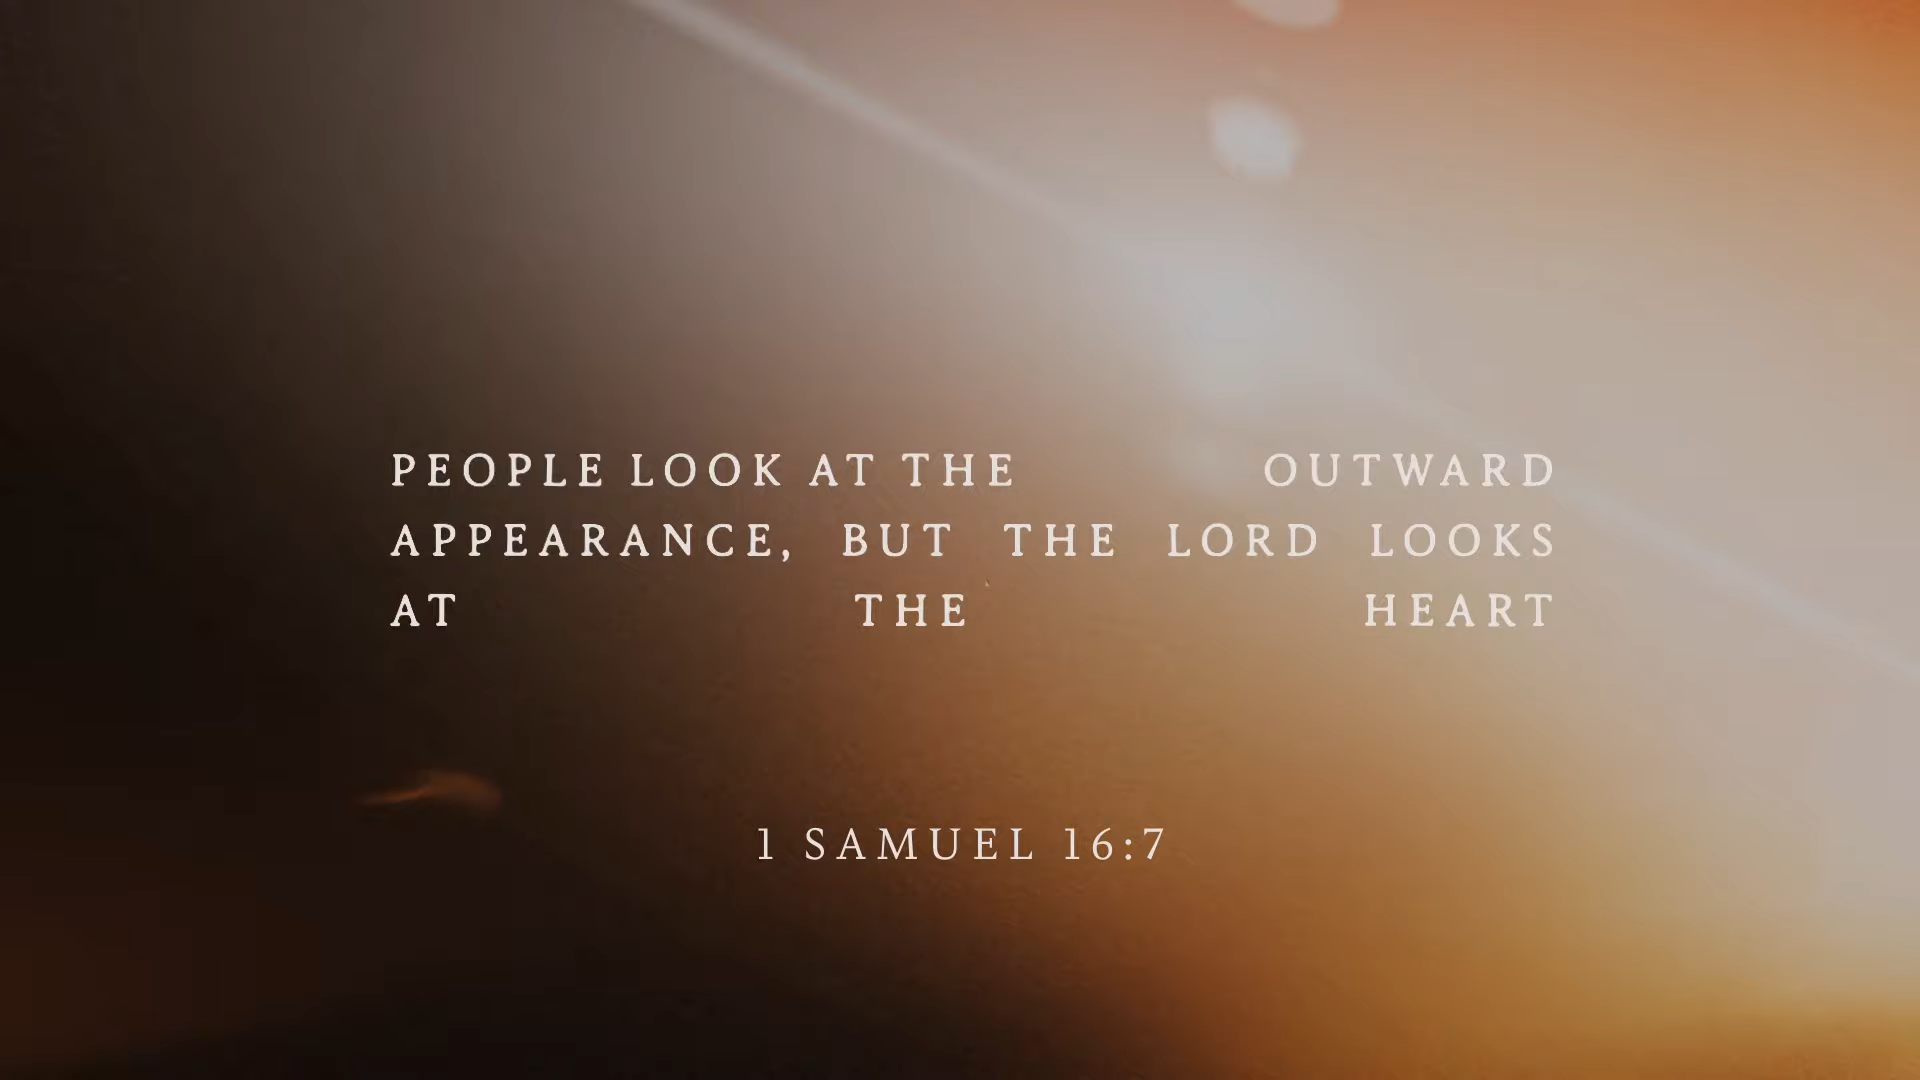 PEOPLE LOOK AT THE OUTWARD
APPEARANCE, BUT THE LORD LOOKS
AT THE HEART
1 SAMUEL 16:7